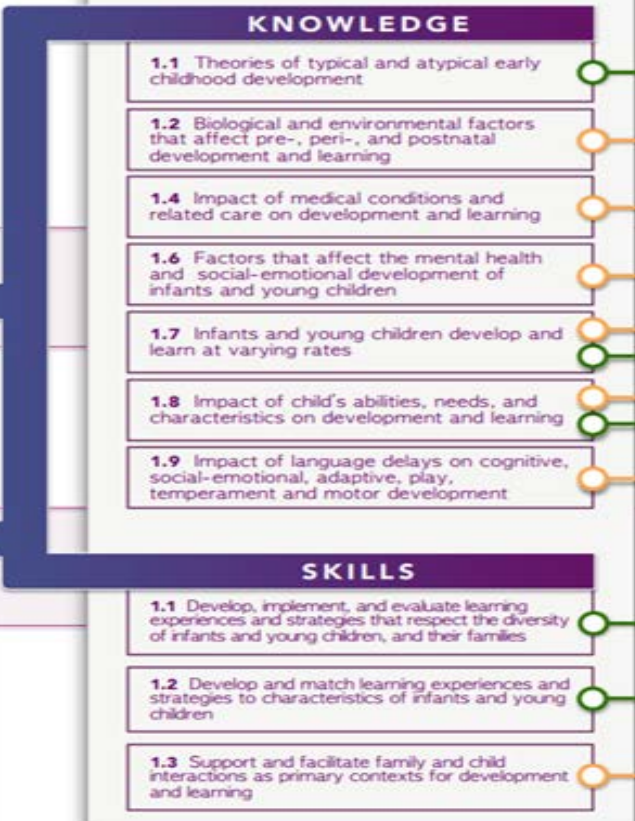 KNOWLEDGE
1.1 Theories of typical and atypical early
childhood development
1.2 Biological and environmental factors
that affect pre-, peri-, and postnatal
development and learning
1.4 Impact of medical conditions and
related care on development and learning
1.6 Factors that affect the mental health
and social-emotional development of
infants and young children
1.7 Infants and young children develop and
learn at varying rates
1.8 Impact of child's abilities, needs, and
characteristics on development and learning
1.9 Impact of language delays on cognitive,
social-emotional, adaptive, play,
temperament and motor development
SKILLS
1.1 Develop, implement, and evaluate learning
experiences and strategies that respect the diversity
of infants and young children, and their families
1.2 Develop and match learning experiences and
strategies to characteristics of infants and young
children
1.3 Support and facilitate family and child
interactions as primary contexts for development
and learning